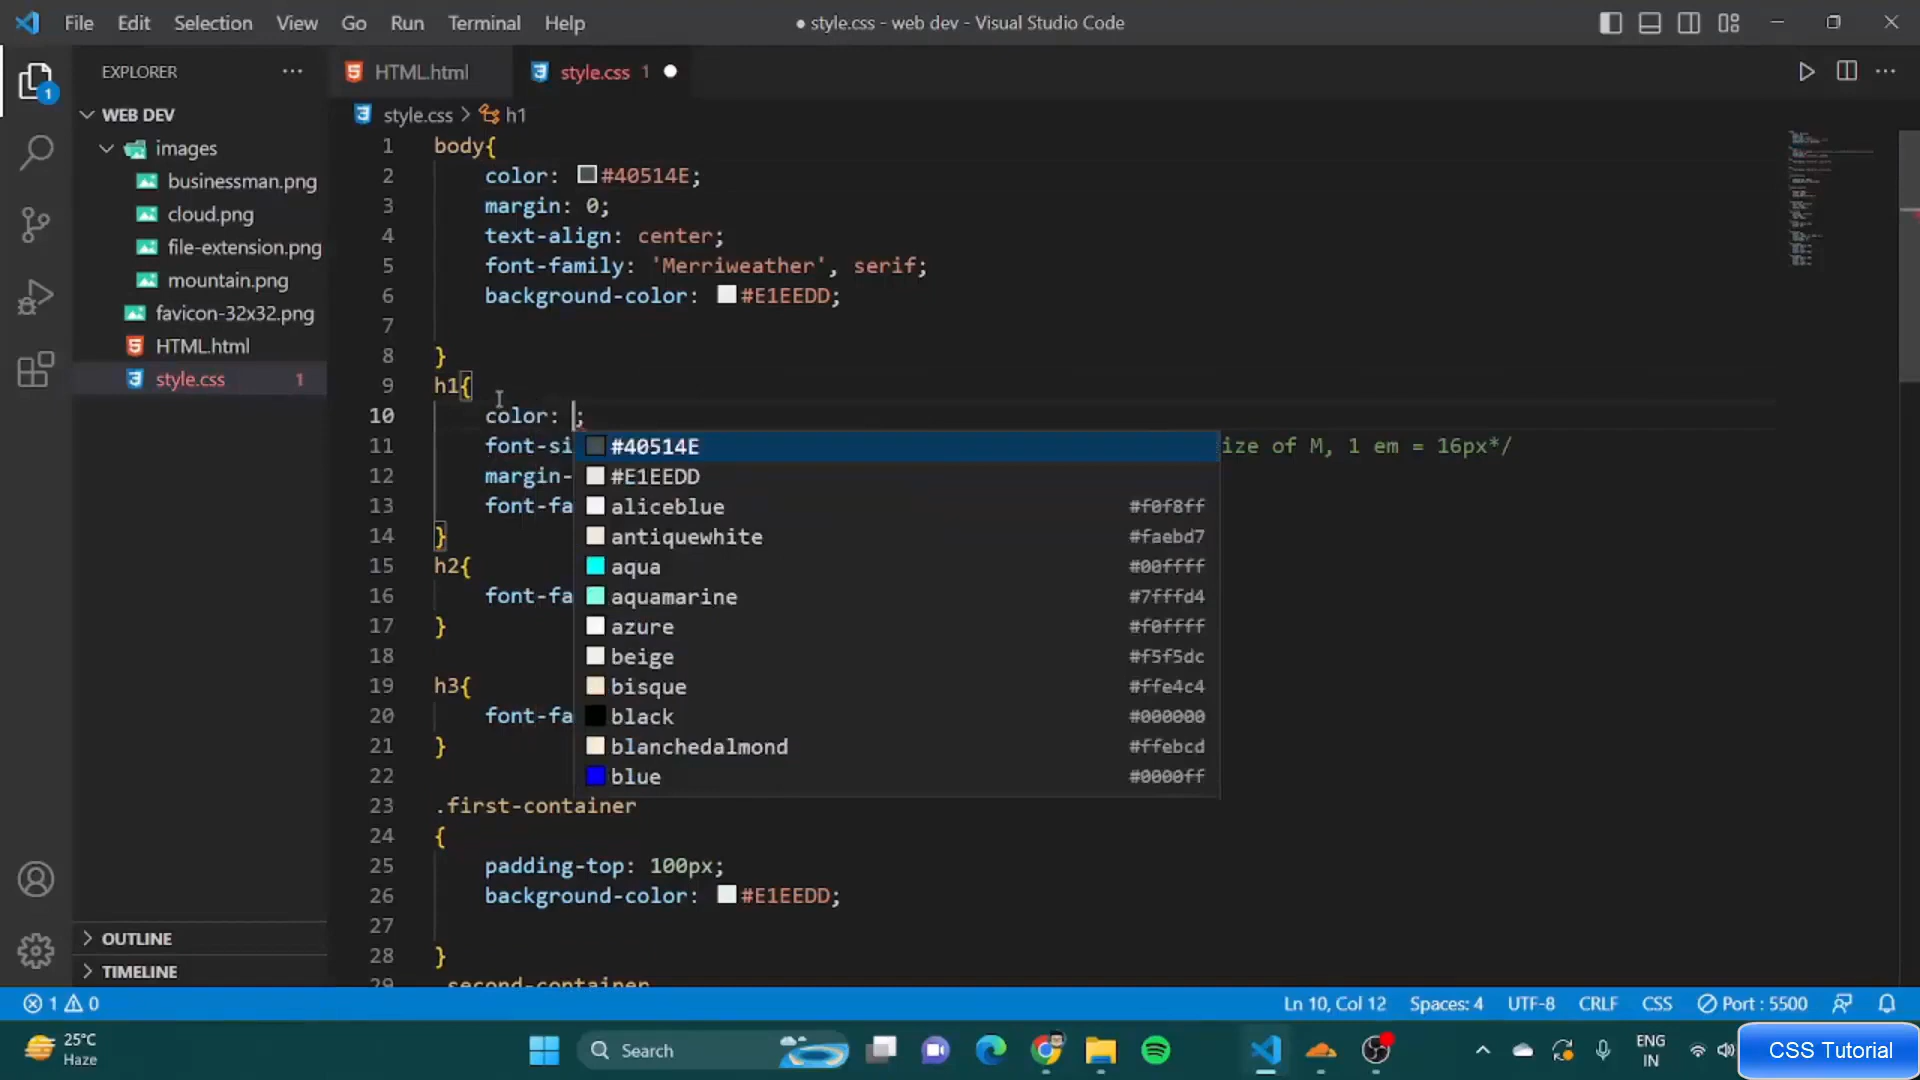 File Edit Selection View Go Run Terminal Help
● style.css - web dev - Visual Studio Code
EXPLORER ...
HTML.html
style.css 1 ●
1
WEB DEV
images
businessman.png
cloud.png
file-extension.png
mountain.png
favicon-32x32.png
HTML.html
style.css 1
OUTLINE
TIMELINE
style.css > h1
1 body{
2 color: #40514E;
3 margin: 0;
4 text-align: center;
5 font-family: 'Merriweather', serif;
6 background-color: #E1EEDD;
7
8 }
9 h1{
10 color: ;
11 font-si ize of M, 1 em = 16px*/
12 margin-
13 font-fa
14 }
15 h2{
16 font-fa
17 }
18
19 h3{
20 font-fa
21 }
22
23 .first-container
24 {
25 padding-top: 100px;
26 background-color: #E1EEDD;
27
28 }
29 .second-container
#40514E
#E1EEDD
aliceblue #f0f8ff
antiquewhite #faebd7
aqua #00ffff
aquamarine #7fffd4
azure #f0ffff
beige #f5f5dc
bisque #ffe4c4
black #000000
blanchedalmond #ffebcd
blue #0000ff
1 0
Ln 10, Col 12 Spaces: 4 UTF-8 CRLF CSS Port : 5500
25°C
Haze
Search
ENG
IN
CSS Tutorial